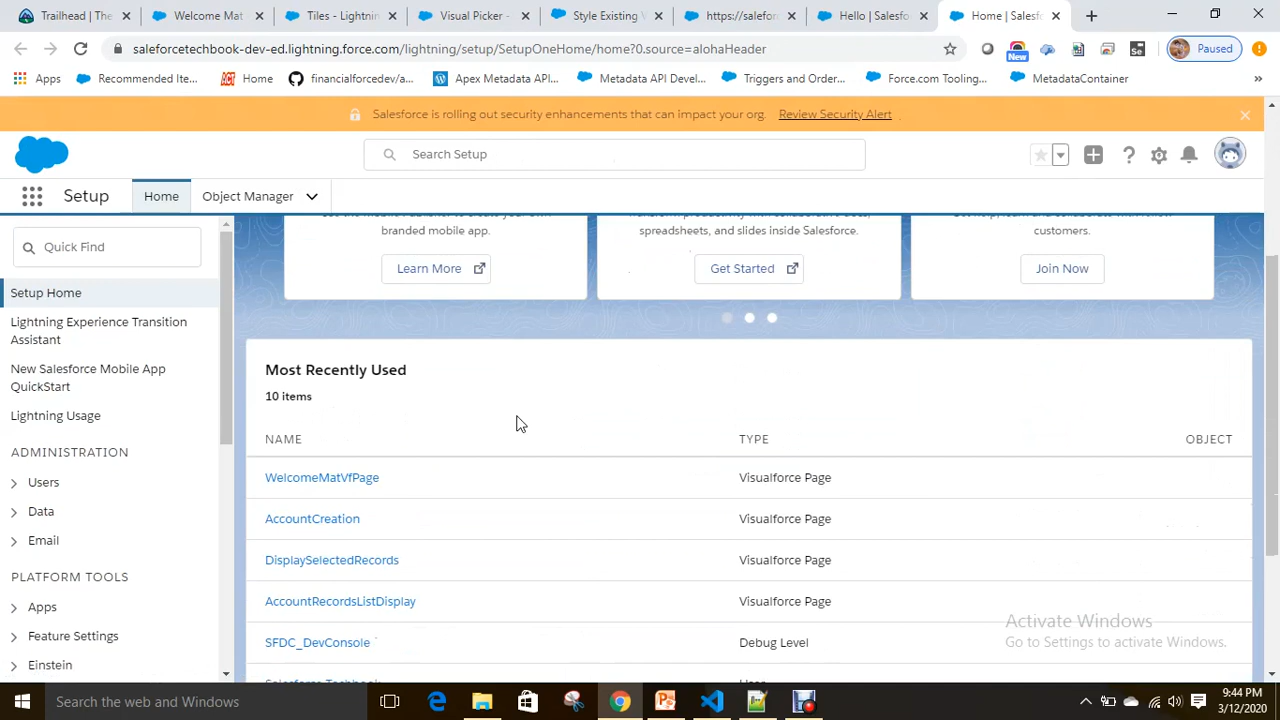 Trailhead | The
Welcome Mat
Tiles - Lightnin
Visual Picker -
Style Existing V
https://salefor
Hello | Salesfo
Home | Salesf
saleforcetechbook-dev-ed.lightning.force.com/lightning/setup/SetupOneHome/home?0.source=alohaHeader
New
Se
Paused
Apps
Recommended Ite...
ACT
Home
financialforcedev/a...
Apex Metadata API...
Metadata API Devel...
Triggers and Order...
Force.com Tooling...
MetadataContainer
»
Salesforce is rolling out security enhancements that can impact your org. Review Security Alert
Search Setup
Setup
Home
Object Manager
Quick Find
Setup Home
Lightning Experience Transition
Assistant
New Salesforce Mobile App
QuickStart
Lightning Usage
ADMINISTRATION
Users
Data
Email
PLATFORM TOOLS
Apps
Feature Settings
Einstein
branded mobile app.
Learn More
spreadsheets, and slides inside Salesforce.
Get Started
customers.
Join Now
Most Recently Used
10 items
NAME TYPE OBJECT
WelcomeMatVfPage Visualforce Page
AccountCreation Visualforce Page
DisplaySelectedRecords Visualforce Page
AccountRecordsListDisplay Visualforce Page
SFDC_DevConsole Debug Level
Activate Windows
Go to Settings to activate Windows.
Search the web and Windows
9:44 PM
3/12/2020